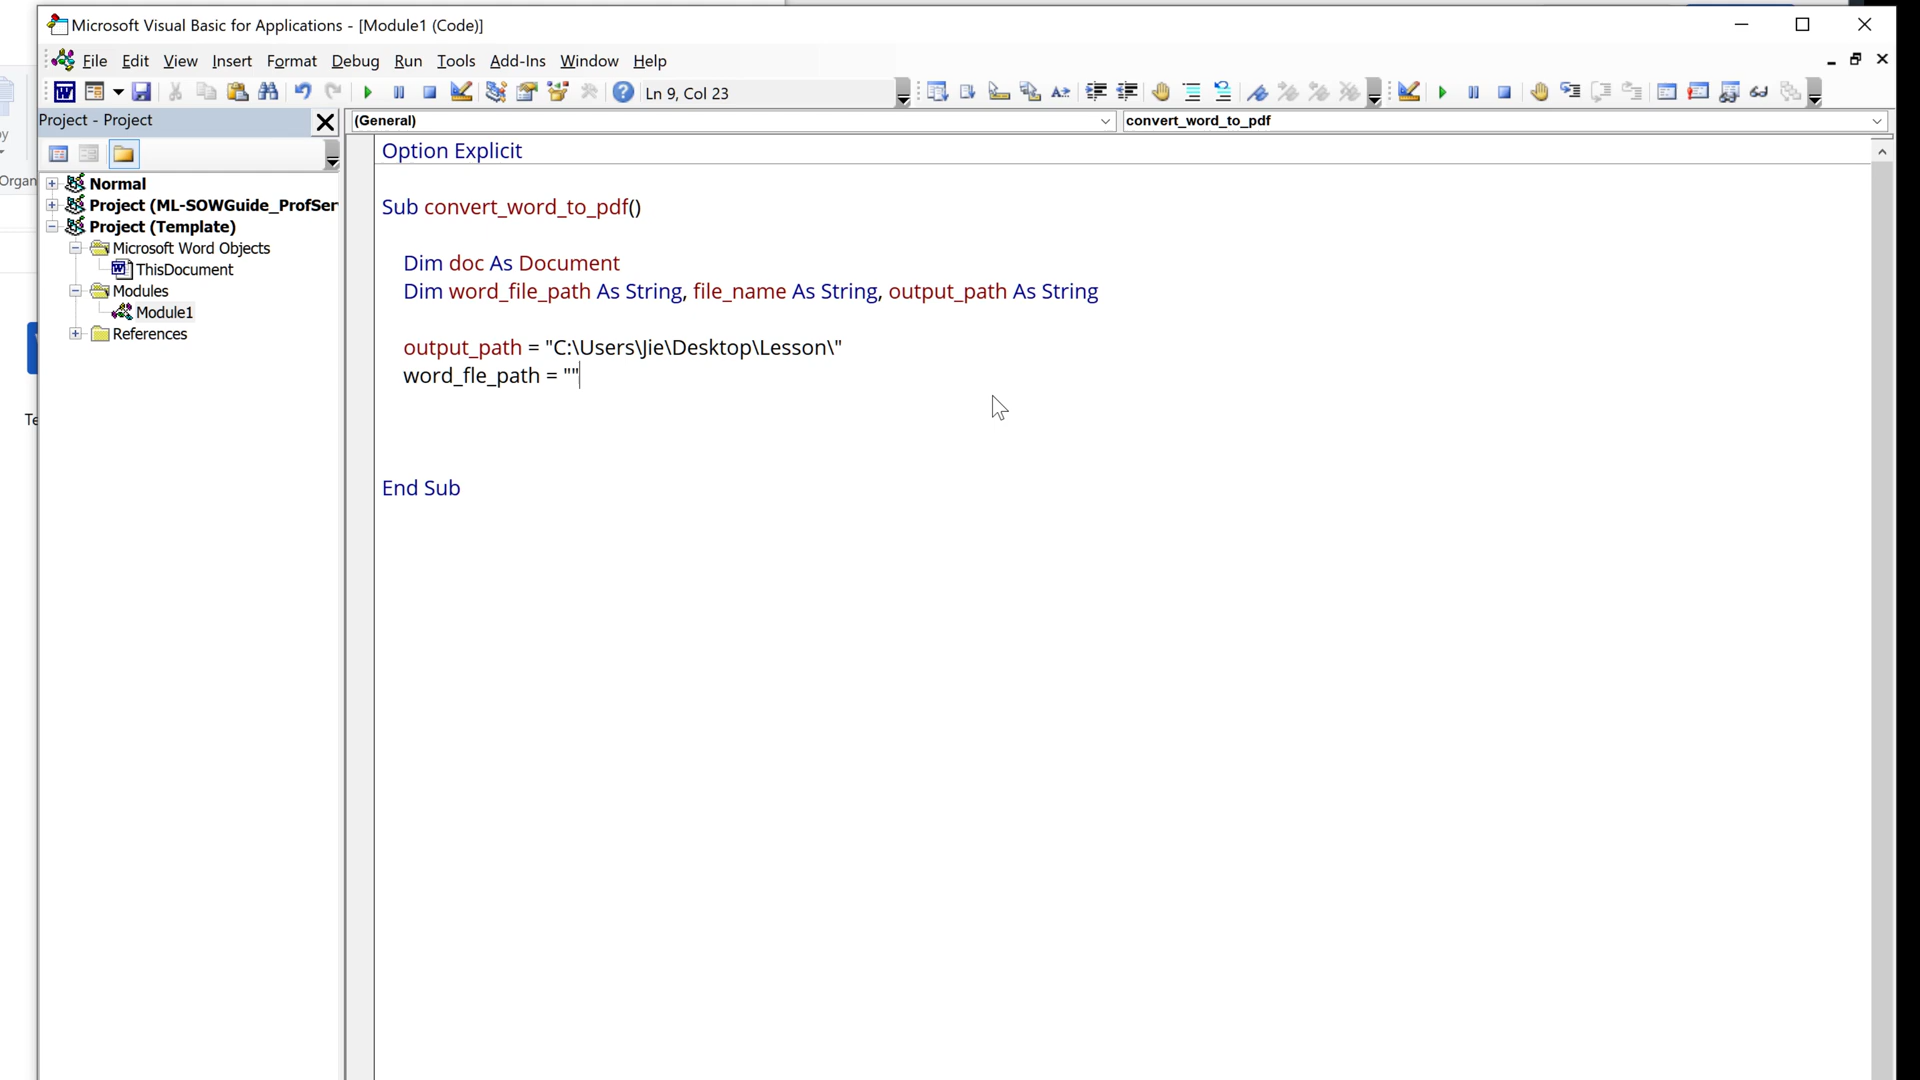 Microsoft Visual Basic for Applications - [Module1 (Code)]
File Edit View Insert Format Debug Run Tools Add-Ins Window Help
Ln 9, Col 23
Project - Project
(General)
convert_word_to_pdf
Normal
Project (ML-SOWGuide_ProfSer
Project (Template)
Microsoft Word Objects
ThisDocument
Modules
Module1
References
Option Explicit
Sub convert_word_to_pdf()
Dim doc As Document
Dim word_file_path As String, file_name As String, output_path As String
output_path = "C:\Users\Jie\Desktop\Lesson\"
word_fle_path = ""
End Sub
Organ